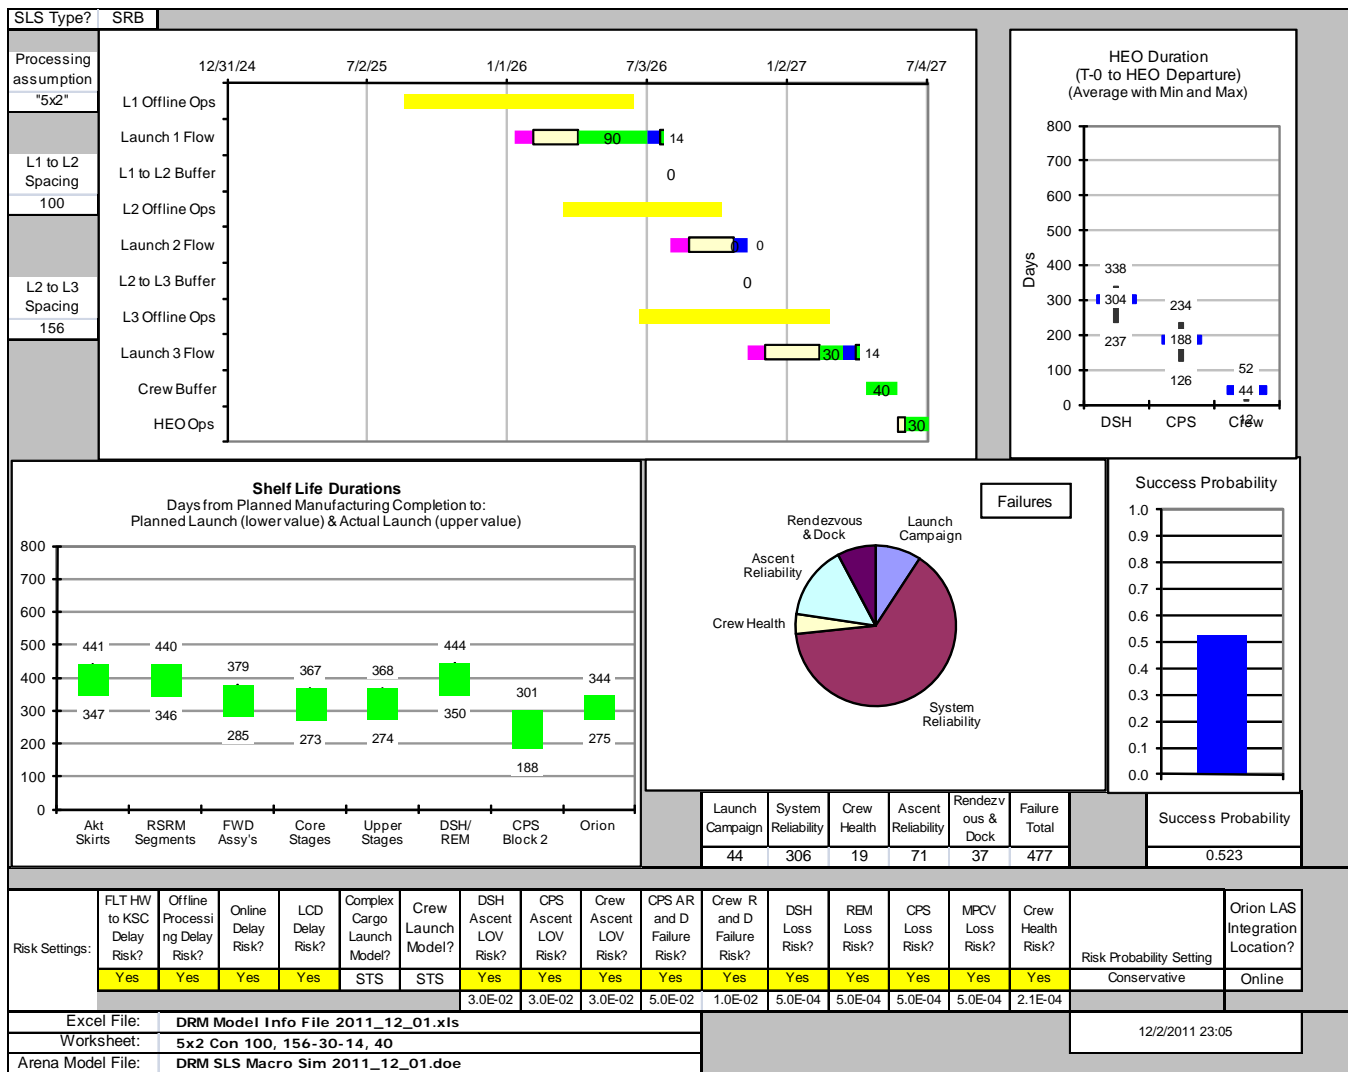 SLS Type? SRB
Processing
assumption
"5x2"
L1 to L2
Spacing
100
L2 to L3
Spacing
156
12/31/24 7/2/25 1/1/26 7/3/26 1/2/27 7/4/27
L1 Offline Ops
Launch 1 Flow 90 14
L1 to L2 Buffer 0
L2 Offline Ops
Launch 2 Flow 0 0
L2 to L3 Buffer 0
L3 Offline Ops
Launch 3 Flow 30 14
Crew Buffer 40
HEO Ops 30
HEO Duration
(T-0 to HEO Departure)
(Average with Min and Max)
Days
800
700
600
500
400
300
200
100
0
338
304
237
234
188
126
52
44
12
DSH CPS Crew
Shelf Life Durations
Days from Planned Manufacturing Completion to:
Planned Launch (lower value) & Actual Launch (upper value)
800
700
600
500
400
300
200
100
0
441 440 379 367 368 444 301 344
347 346 285 273 274 350 188 275
Akt
Skirts
RSRM
Segments
FWD
Assy's
Core
Stages
Upper
Stages
DSH/
REM
CPS
Block 2
Orion
Failures
Rendezvous
& Dock
Launch
Campaign
Ascent
Reliability
Crew Health
System
Reliability
Success Probability
1.0
0.9
0.8
0.7
0.6
0.5
0.4
0.3
0.2
0.1
0.0
Launch
Campaign
System
Reliability
Crew
Health
Ascent
Reliability
Rendezv
ous &
Dock
Failure
Total
44 306 19 71 37 477
Success Probability
0.523
Risk Settings:
FLT HW
to KSC
Delay
Risk?
Offline
Processi
ng Delay
Risk?
Online
Delay
Risk?
LCD
Delay
Risk?
Complex
Cargo
Launch
Model?
Crew
Launch
Model?
DSH
Ascent
LOV
Risk?
CPS
Ascent
LOV
Risk?
Crew
Ascent
LOV
Risk?
CPS AR
and D
Failure
Risk?
Crew R
and D
Failure
Risk?
DSH
Loss
Risk?
REM
Loss
Risk?
CPS
Loss
Risk?
MPCV
Loss
Risk?
Crew
Health
Risk?
Risk Probability Setting
Orion LAS
Integration
Location?
Yes Yes Yes Yes STS STS Yes Yes Yes Yes Yes Yes Yes Yes Yes Yes Conservative Online
3.0E-02 3.0E-02 3.0E-02 5.0E-02 1.0E-02 5.0E-04 5.0E-04 5.0E-04 5.0E-04 2.1E-04
Excel File: DRM Model Info File 2011_12_01.xls
Worksheet: 5x2 Con 100, 156-30-14, 40
Arena Model File: DRM SLS Macro Sim 2011_12_01.doe
12/2/2011 23:05